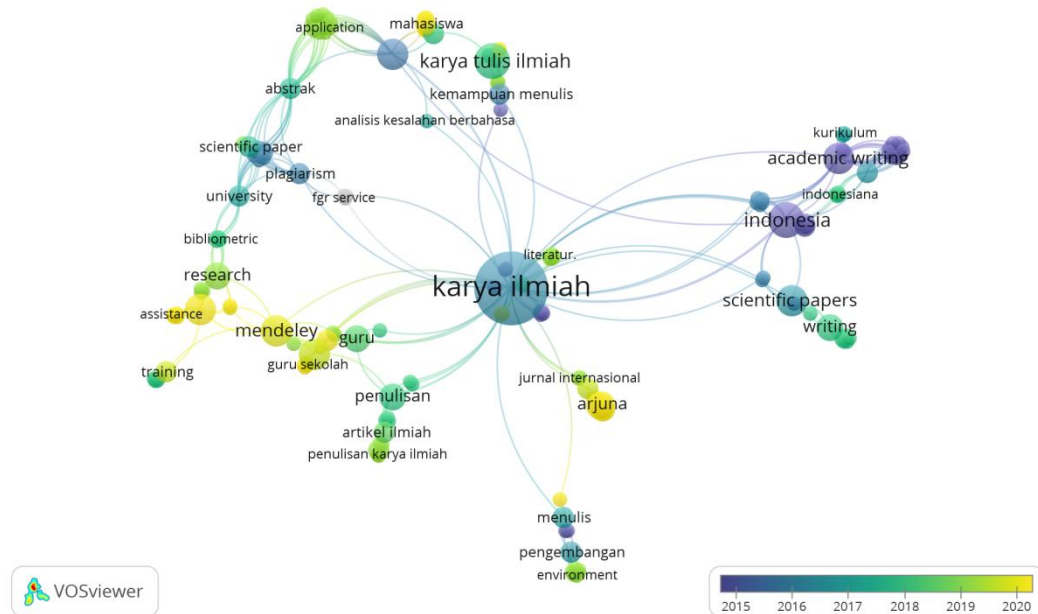 application
mahasiswa
karya tulis ilmiah
abstrak
kemampuan menulis
analisis kesalahan berbahasa
kurikulum
scientific paper
academic writing
plagiarism
university
fgr service
indonesiana
indonesia
bibliometric
literatur.
research
karya ilmiah
scientific papers
assistance
mendeley
guru
writing
guru sekolah
training
jurnal internasional
penulisan
arjuna
artikel ilmiah
penulisan karya ilmiah
menulis
pengembangan
environment
VOSviewer
2015 2016 2017 2018 2019 2020